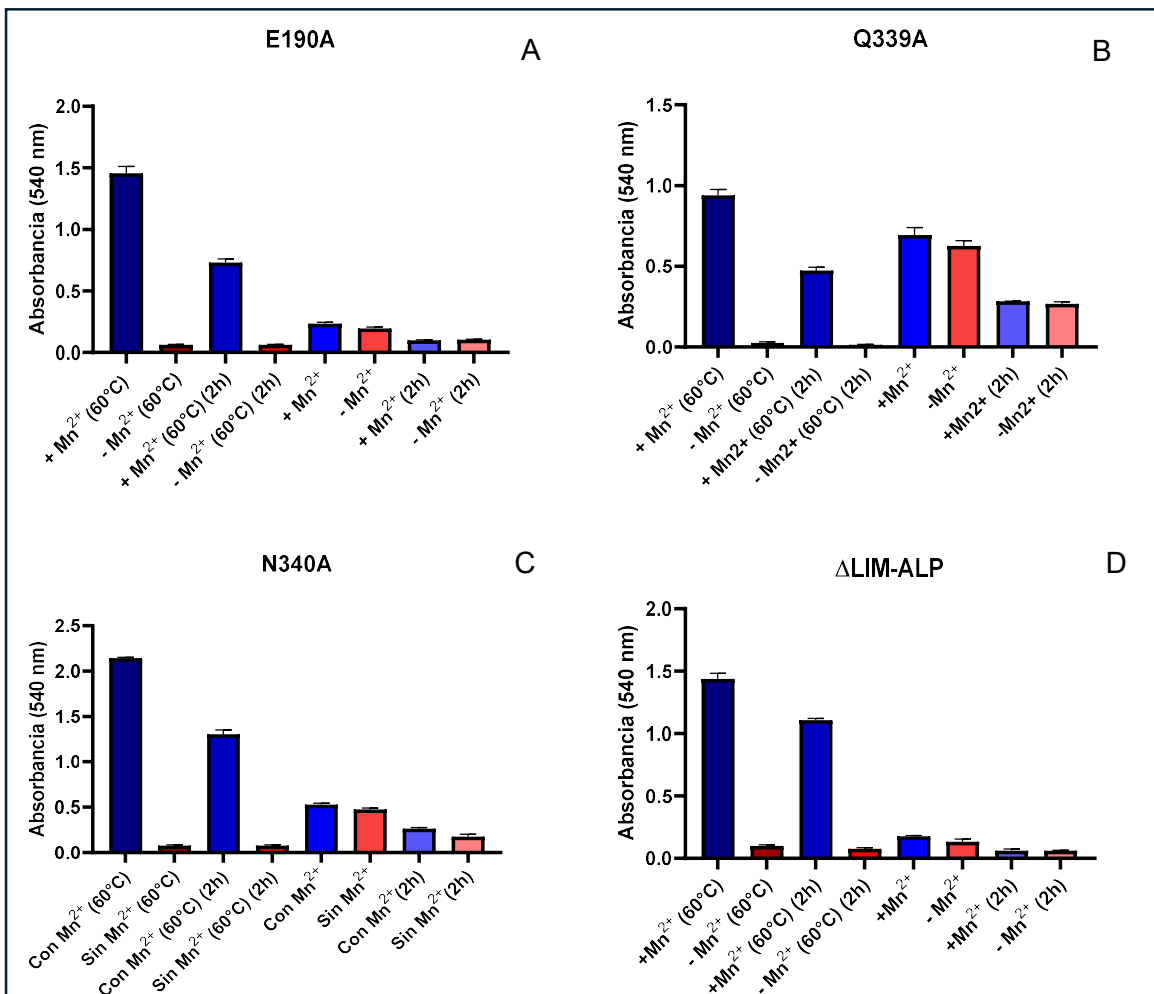 E190A
A
Absorbancia (540 nm)
2.0
1.5
1.0
0.5
0.0
+ Mn²⁺ (60°C)
- Mn²⁺ (60°C)
+ Mn²⁺ (60°C) (2h)
- Mn²⁺ (60°C) (2h)
+ Mn²⁺
- Mn²⁺
+ Mn²⁺ (2h)
- Mn²⁺ (2h)
Q339A
B
Absorbancia (540 nm)
1.5
1.0
0.5
0.0
+ Mn²⁺ (60°C)
- Mn²⁺ (60°C)
+ Mn2+ (60°C) (2h)
- Mn2+ (60°C) (2h)
+Mn²⁺
-Mn²⁺
+Mn2+ (2h)
-Mn2+ (2h)
N340A
C
Absorbancia (540 nm)
2.5
2.0
1.5
1.0
0.5
0.0
Con Mn²⁺ (60°C)
Sin Mn²⁺ (60°C)
Con Mn²⁺ (60°C) (2h)
Sin Mn²⁺ (60°C) (2h)
Con Mn²⁺
Sin Mn²⁺
Con Mn²⁺ (2h)
Sin Mn²⁺ (2h)
ΔLIM-ALP
D
Absorbancia (540 nm)
2.0
1.5
1.0
0.5
0.0
+Mn²⁺ (60°C)
- Mn²⁺ (60°C)
+Mn²⁺ (60°C) (2h)
- Mn²⁺ (60°C) (2h)
+Mn²⁺
- Mn²⁺
+Mn²⁺ (2h)
- Mn²⁺ (2h)